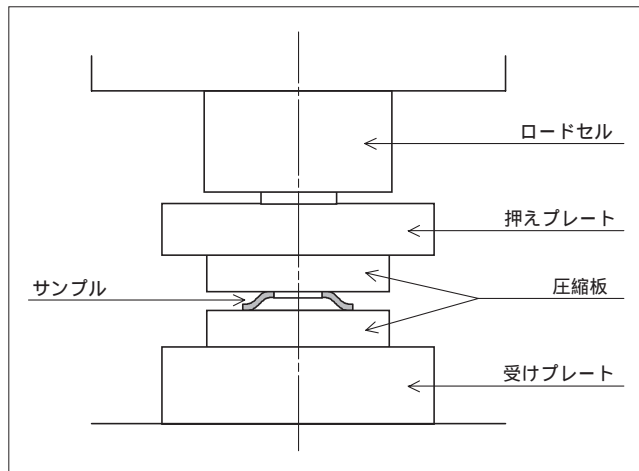 ロードセル
押えプレート
サンプル
圧縮板
受けプレート